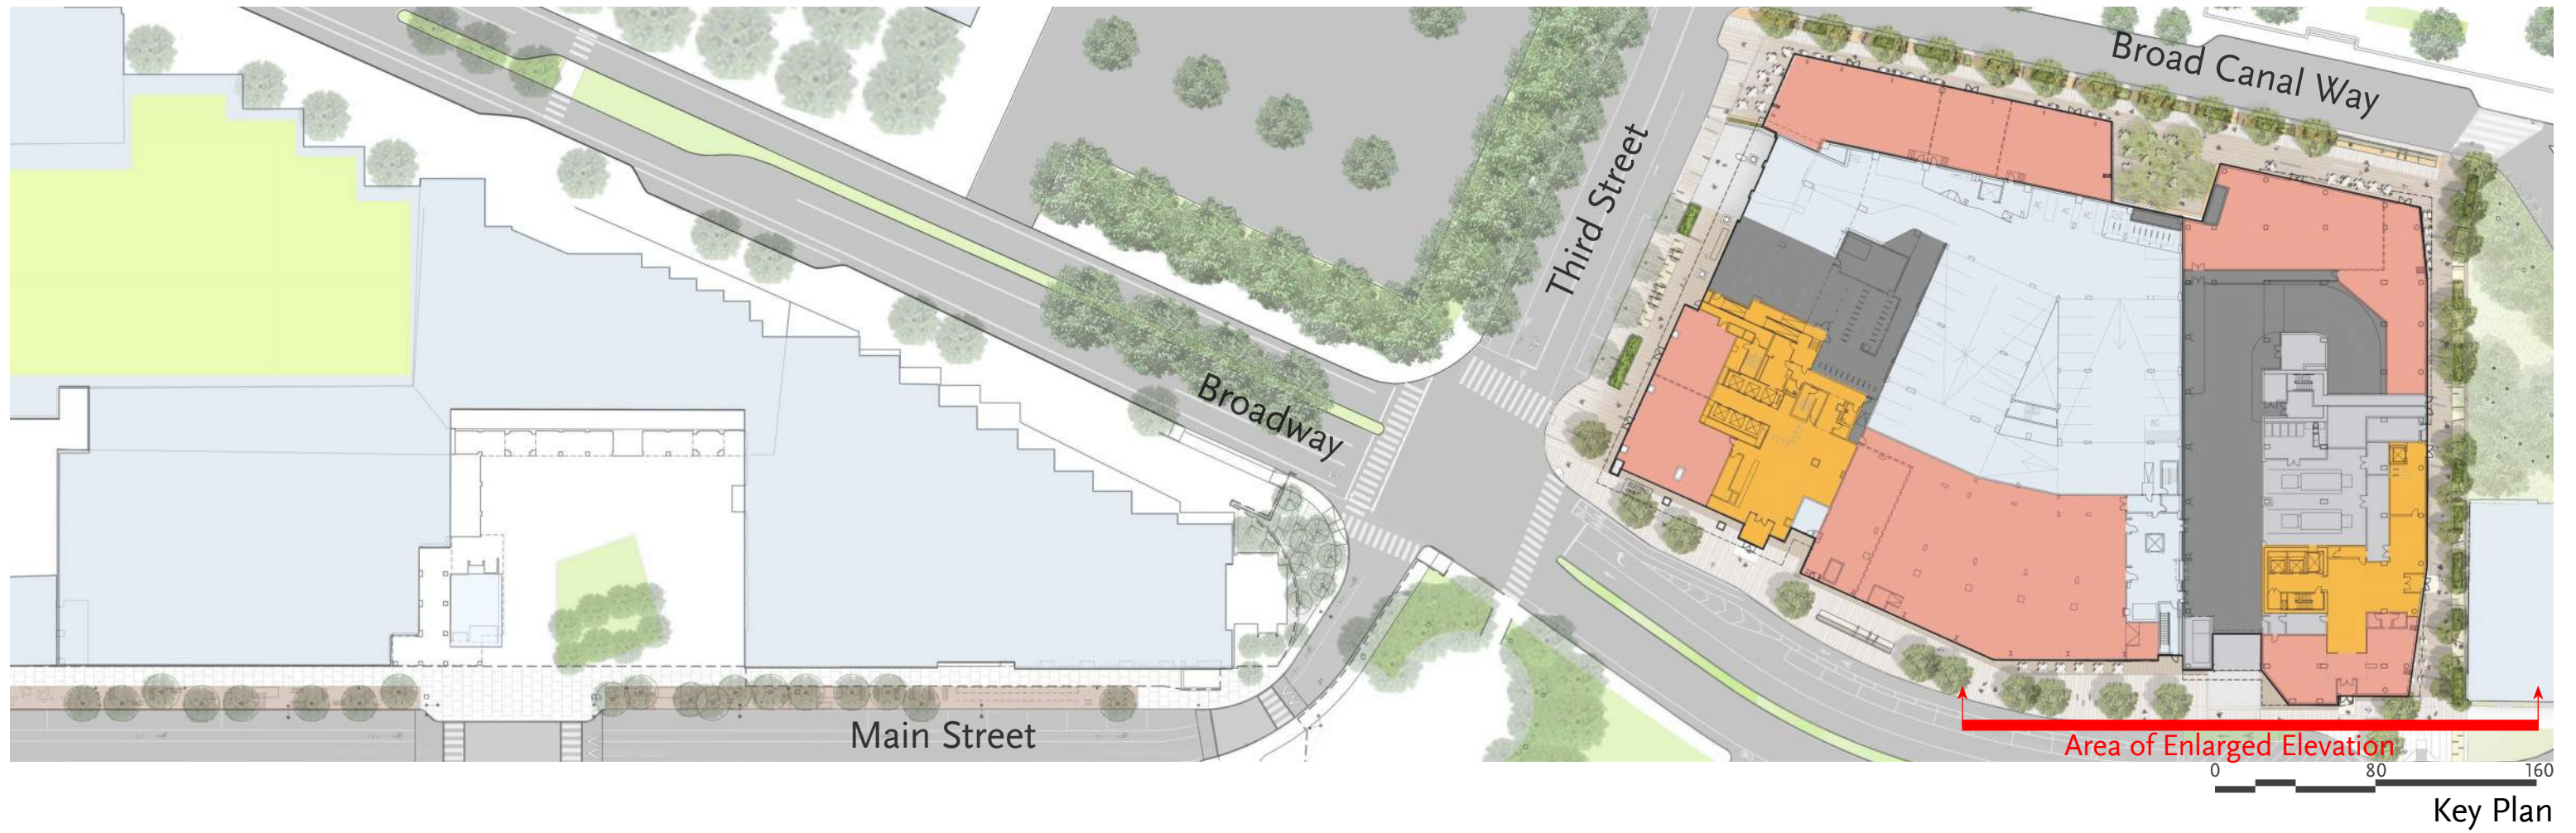 Broad Canal Way
Third Street
Broadway
Main Street
Area of Enlarged Elevation
0 80 160
Key Plan